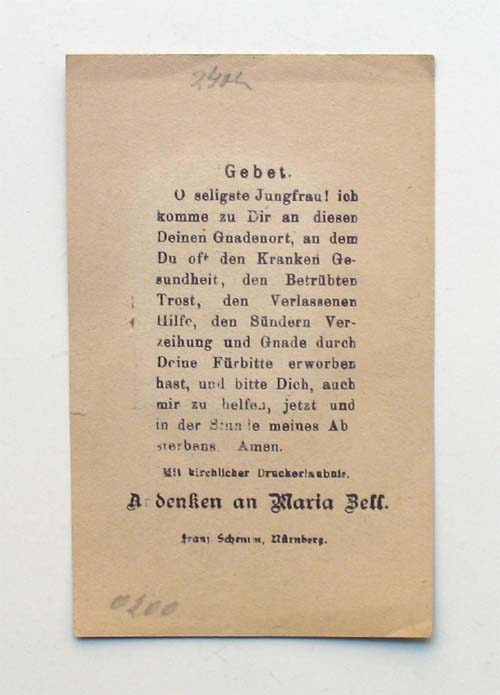 Gebet.
O seligste Jungfrau! ich
komme zu Dir an diesen
Deinen Gnadenort, an dem
Du oft den Kranken Ge-
sundheit, den Betrübten
Trost, den Verlassenen
Hilfe, den Sündern Ver-
zeihung und Gnade durch
Deine Fürbitte erworben
hast, und bitte Dich, auch
mir zu helfen, jetzt und
in der Stunde meines Ab
sterbens. Amen.
Mit kirchlicher Druckerlaubnis.
Andenken an Maria Zell.
Franz Schemm, Nürnberg.
0200